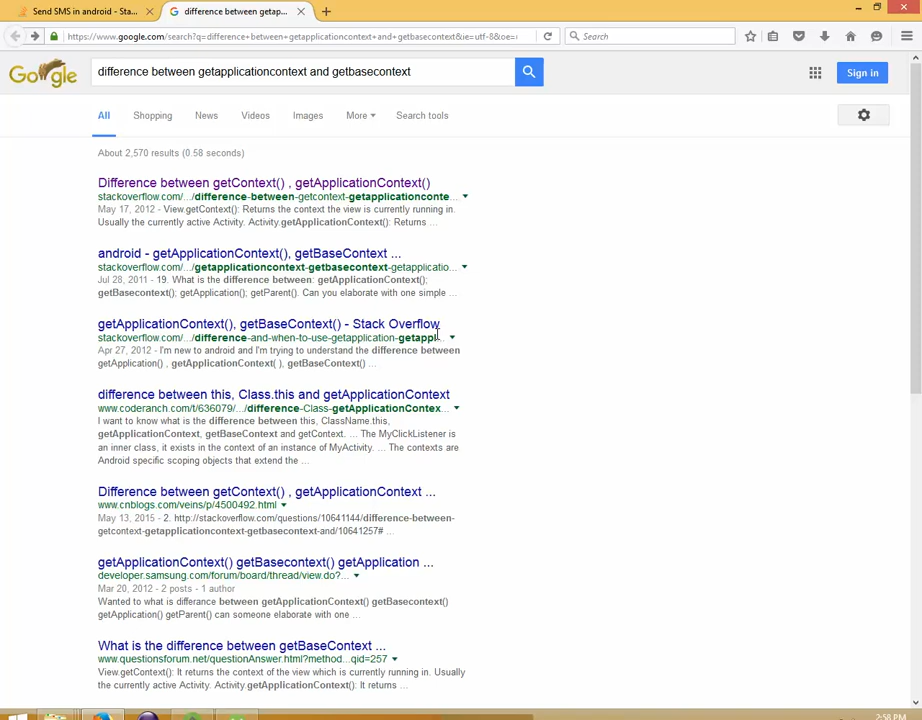 Send SMS in android - Sta...
difference between getap...
https://www.google.com/search?q=difference+between+getapplicationcontext+and+getbasecontext&ie=utf-8&oe=
Search
Google
difference between getapplicationcontext and getbasecontext
Sign in
All Shopping News Videos Images More Search tools
About 2,570 results (0.58 seconds)
Difference between getContext() , getApplicationContext()
stackoverflow.com/.../difference-between-getcontext-getapplicationconte...
May 17, 2012 - View.getContext(): Returns the context the view is currently running in.
Usually the currently active Activity. Activity.getApplicationContext(): Returns ...
android - getApplicationContext(), getBaseContext ...
stackoverflow.com/.../getapplicationcontext-getbasecontext-getapplicatio...
Jul 28, 2011 - 19. What is the difference between: getApplicationContext();
getBasecontext(); getApplication(); getParent(). Can you elaborate with one simple ...
getApplicationContext(), getBaseContext() - Stack Overflow
stackoverflow.com/.../difference-and-when-to-use-getapplication-getappl...
Apr 27, 2012 - I'm new to android and I'm trying to understand the difference between
getApplication() , getApplicationContext( ), getBaseContext() ...
difference between this, Class.this and getApplicationContext
www.coderanch.com/t/636079/.../difference-Class-getApplicationContex...
I want to know what is the difference between this, ClassName.this,
getApplicationContext, getBaseContext and getContext. ... The MyClickListener is
an inner class, it exists in the context of an instance of MyActivity. ... The contexts are
Android specific scoping objects that extend the ...
Difference between getContext() , getApplicationContext ...
www.cnblogs.com/veins/p/4500492.html
May 13, 2015 - 2. http://stackoverflow.com/questions/10641144/difference-between-
getcontext-getapplicationcontext-getbasecontext-and/10641257# ...
getApplicationContext() getBasecontext() getApplication ...
developer.samsung.com/forum/board/thread/view.do?...
Mar 20, 2012 - 2 posts - 1 author
Wanted to what is differance between getApplicationContext() getBasecontext()
getApplication() getParent() can someone elaborate with one ...
What is the difference between getBaseContext ...
www.questionsforum.net/questionAnswer.html?method...qid=257
View.getContext(): It returns the context of the view which is currently running in. Usually
the currently active Activity. Activity.getApplicationContext(): It returns ...
2:58 PM